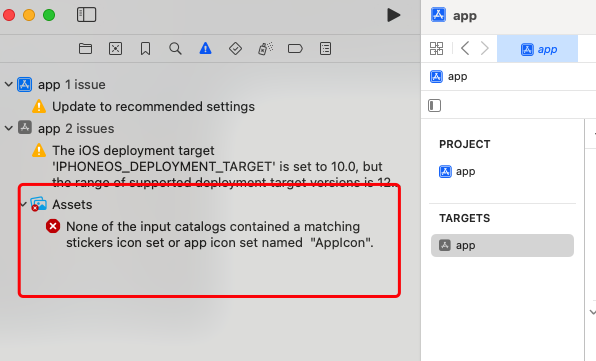 app
app
app
app 1 issue
Update to recommended settings
app 2 issues
The iOS deployment target
'IPHONEOS_DEPLOYMENT_TARGET' is set to 10.0, but
the range of supported deployment target versions is 12..
Assets
None of the input catalogs contained a matching
stickers icon set or app icon set named "AppIcon".
PROJECT
app
TARGETS
app